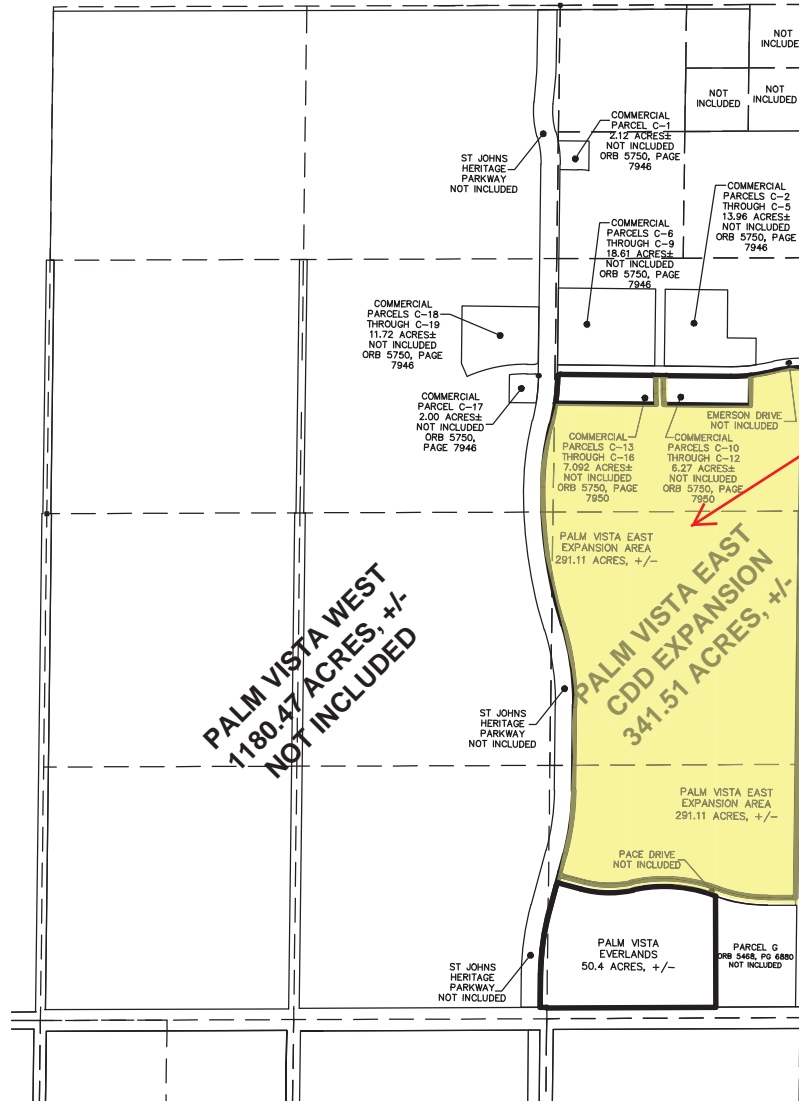 NOT
INCLUDE
NOT
INCLUDED
NOT
INCLUDED
COMMERCIAL
PARCEL C-1
2.12 ACRES±
NOT INCLUDED
ORB 5750, PAGE
7946
ST JOHNS
HERITAGE
PARKWAY
NOT INCLUDED
COMMERCIAL
PARCELS C-2
THROUGH C-5
13.96 ACRES±
NOT INCLUDED
ORB 5750, PAGE
7946
COMMERCIAL
PARCELS C-6
THROUGH C-9
18.61 ACRES±
NOT INCLUDED
ORB 5750, PAGE
7946
COMMERCIAL
PARCELS C-18
THROUGH C-19
11.72 ACRES±
NOT INCLUDED
ORB 5750, PAGE
7946
COMMERCIAL
PARCEL C-17
2.00 ACRES±
NOT INCLUDED
ORB 5750,
PAGE 7946
EMERSON DRIVE
NOT INCLUDED
COMMERCIAL
PARCELS C-13
THROUGH C-16
7.092 ACRES±
NOT INCLUDED
ORB 5750, PAGE
7950
COMMERCIAL
PARCELS C-10
THROUGH C-12
6.27 ACRES±
NOT INCLUDED
ORB 5750, PAGE
7950
PALM VISTA EAST
EXPANSION AREA
291.11 ACRES, +/-
PALM VISTA EAST
CDD EXPANSION
341.51 ACRES, +/-
PALM VISTA WEST
1180.47 ACRES, +/-
NOT INCLUDED
ST JOHNS
HERITAGE
PARKWAY
NOT INCLUDED
PALM VISTA EAST
EXPANSION AREA
291.11 ACRES, +/-
PACE DRIVE
NOT INCLUDED
PALM VISTA
EVERLANDS
50.4 ACRES, +/-
PARCEL G
ORB 5468, PG 6880
NOT INCLUDED
ST JOHNS
HERITAGE
PARKWAY
NOT INCLUDED